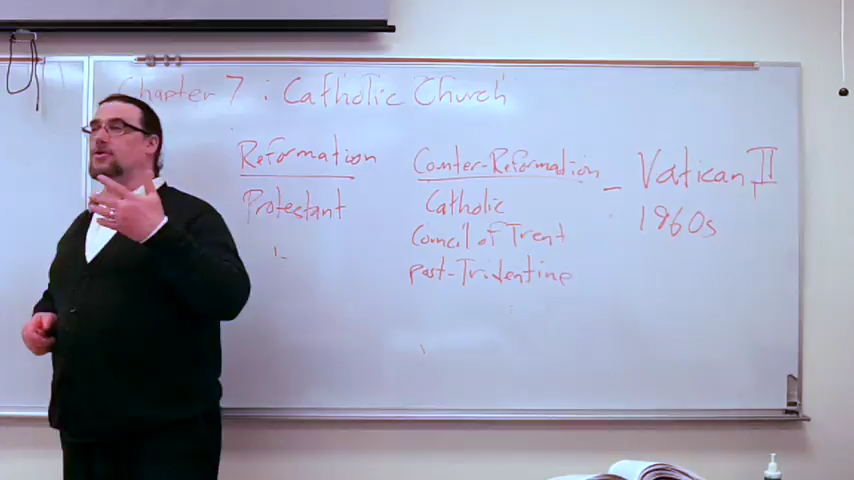 Chapter 7 : Catholic Church
Reformation
Protestant
Counter-Reformation
Catholic
Council of Trent
post-Tridentine
- Vatican II
1960s